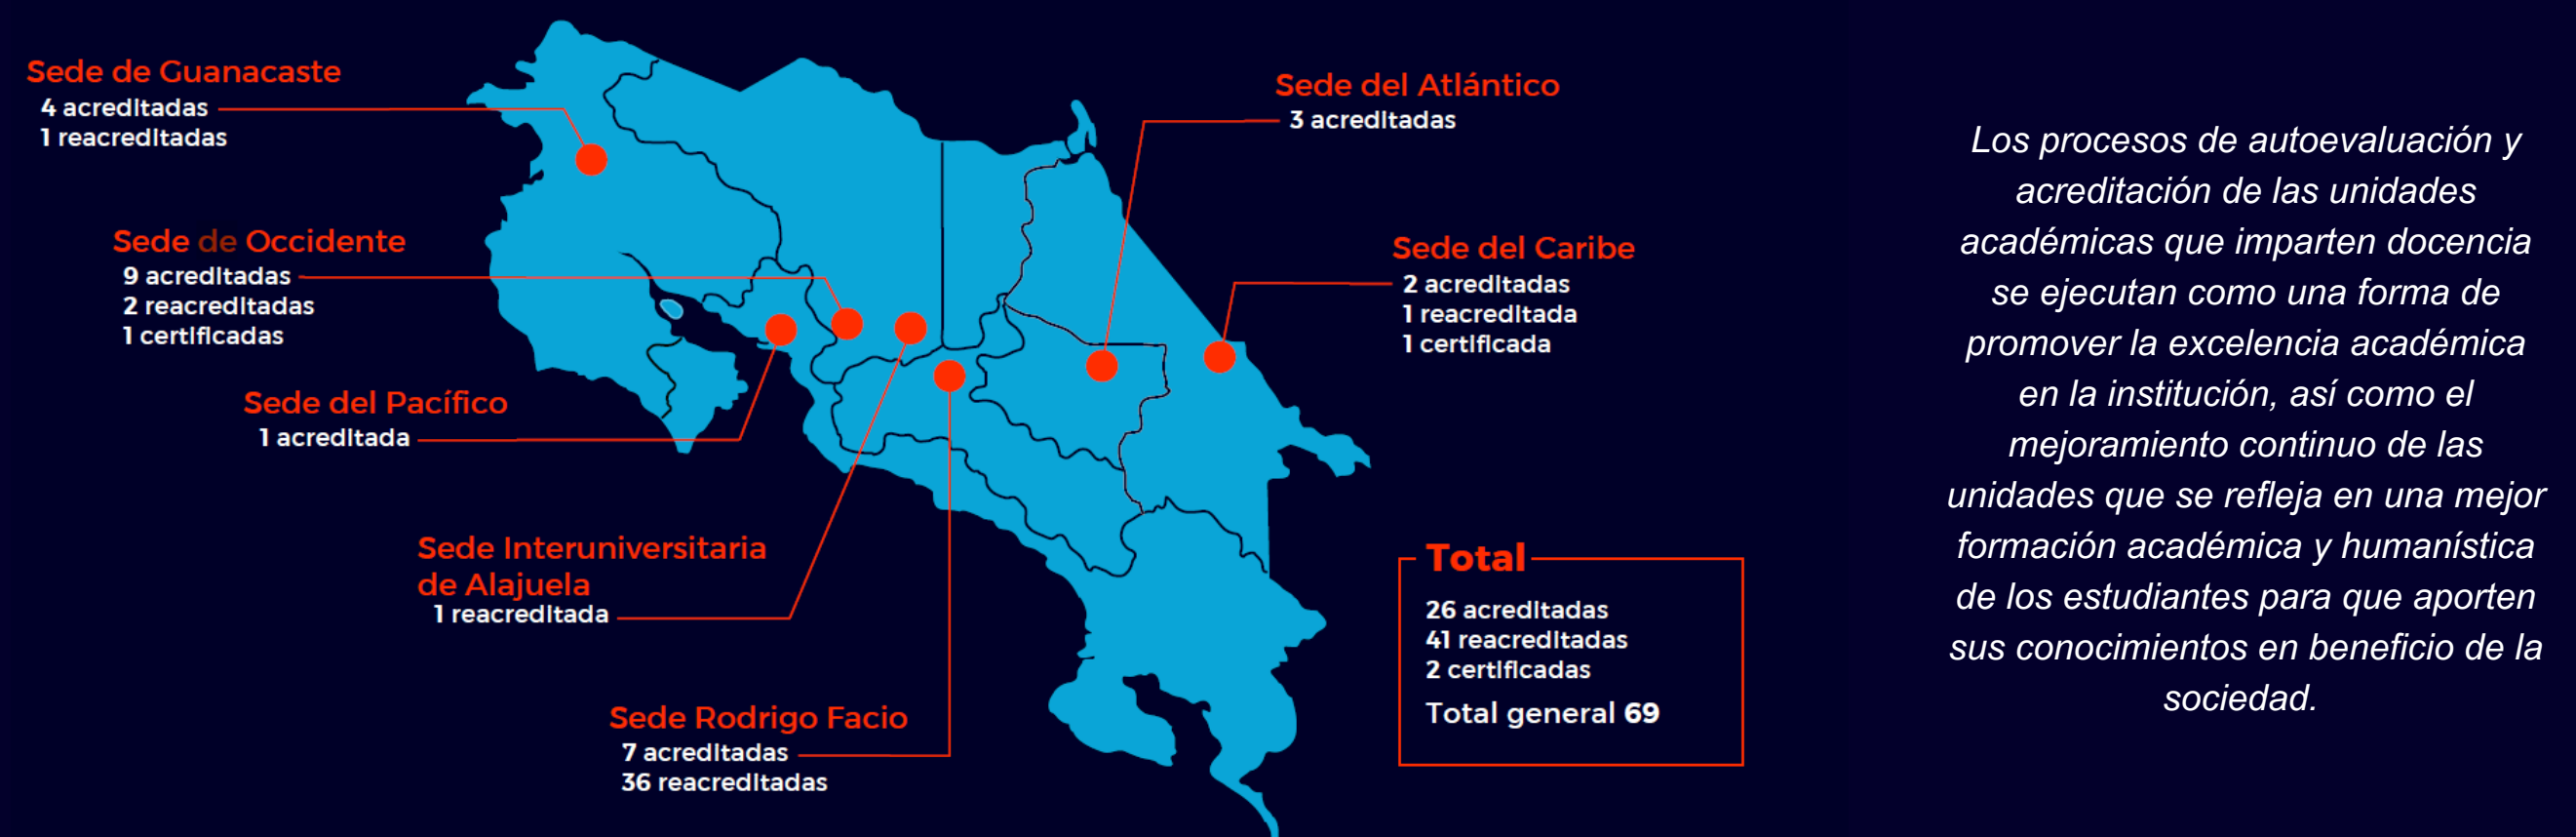 Sede de Guanacaste
4 acreditadas
1 reacreditadas
Sede de Occidente
9 acreditadas
2 reacreditadas
1 certificadas
Sede del Pacífico
1 acreditada
Sede Interuniversitaria
de Alajuela
1 reacreditada
Sede Rodrigo Facio
7 acreditadas
36 reacreditadas
Sede del Atlántico
3 acreditadas
Sede del Caribe
2 acreditadas
1 reacreditada
1 certificada
Total
26 acreditadas
41 reacreditadas
2 certificadas
Total general 69
Los procesos de autoevaluación y
acreditación de las unidades
académicas que imparten docencia
se ejecutan como una forma de
promover la excelencia académica
en la institución, así como el
mejoramiento continuo de las
unidades que se refleja en una mejor
formación académica y humanística
de los estudiantes para que aporten
sus conocimientos en beneficio de la
sociedad.